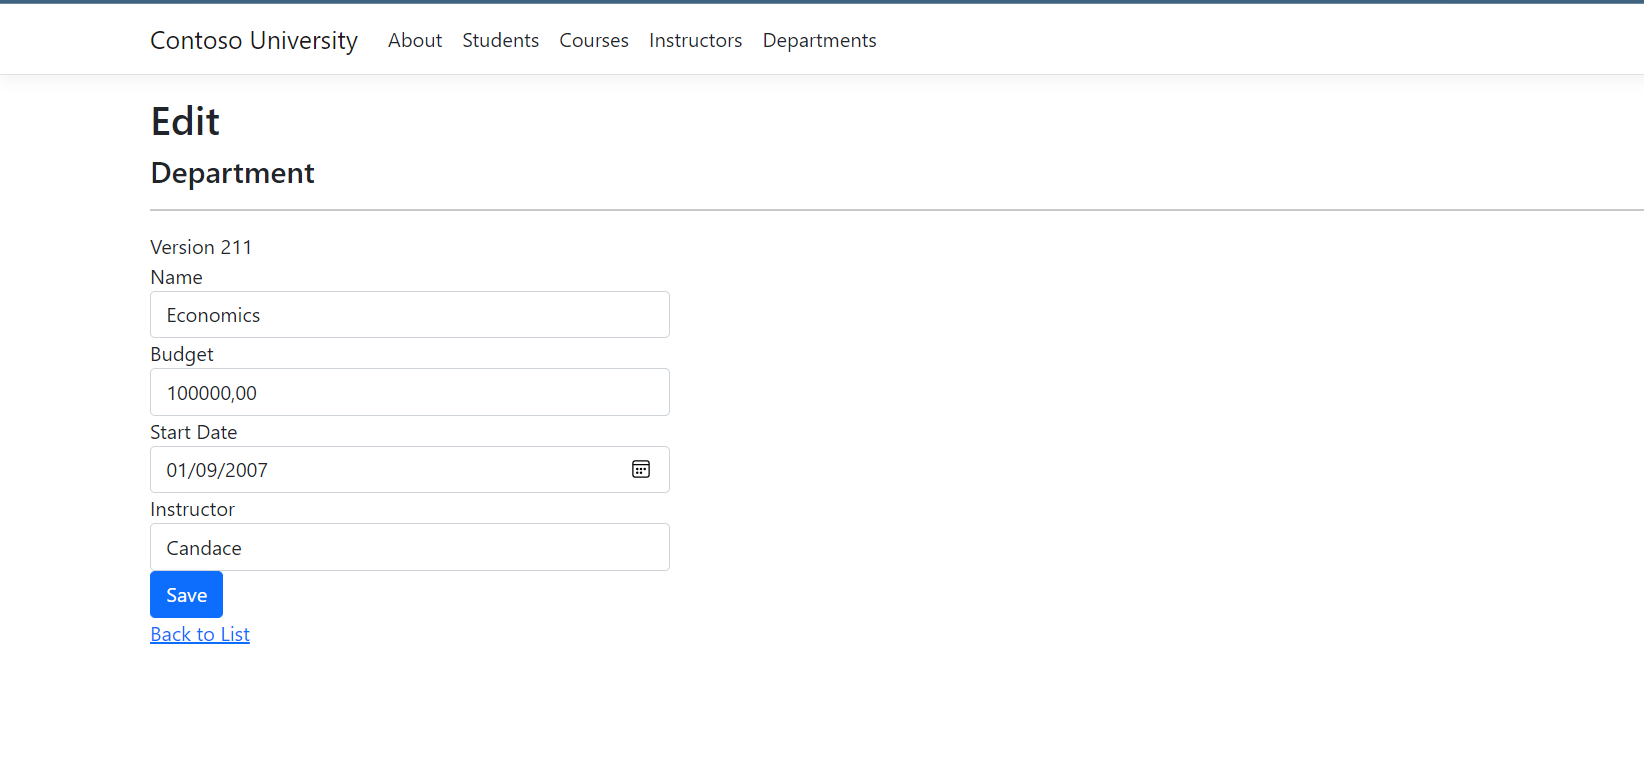 Contoso University About Students Courses Instructors Departments
Edit
Department
Version 211
Name
Economics
Budget
100000,00
Start Date
01/09/2007
Instructor
Candace
Save
Back to List